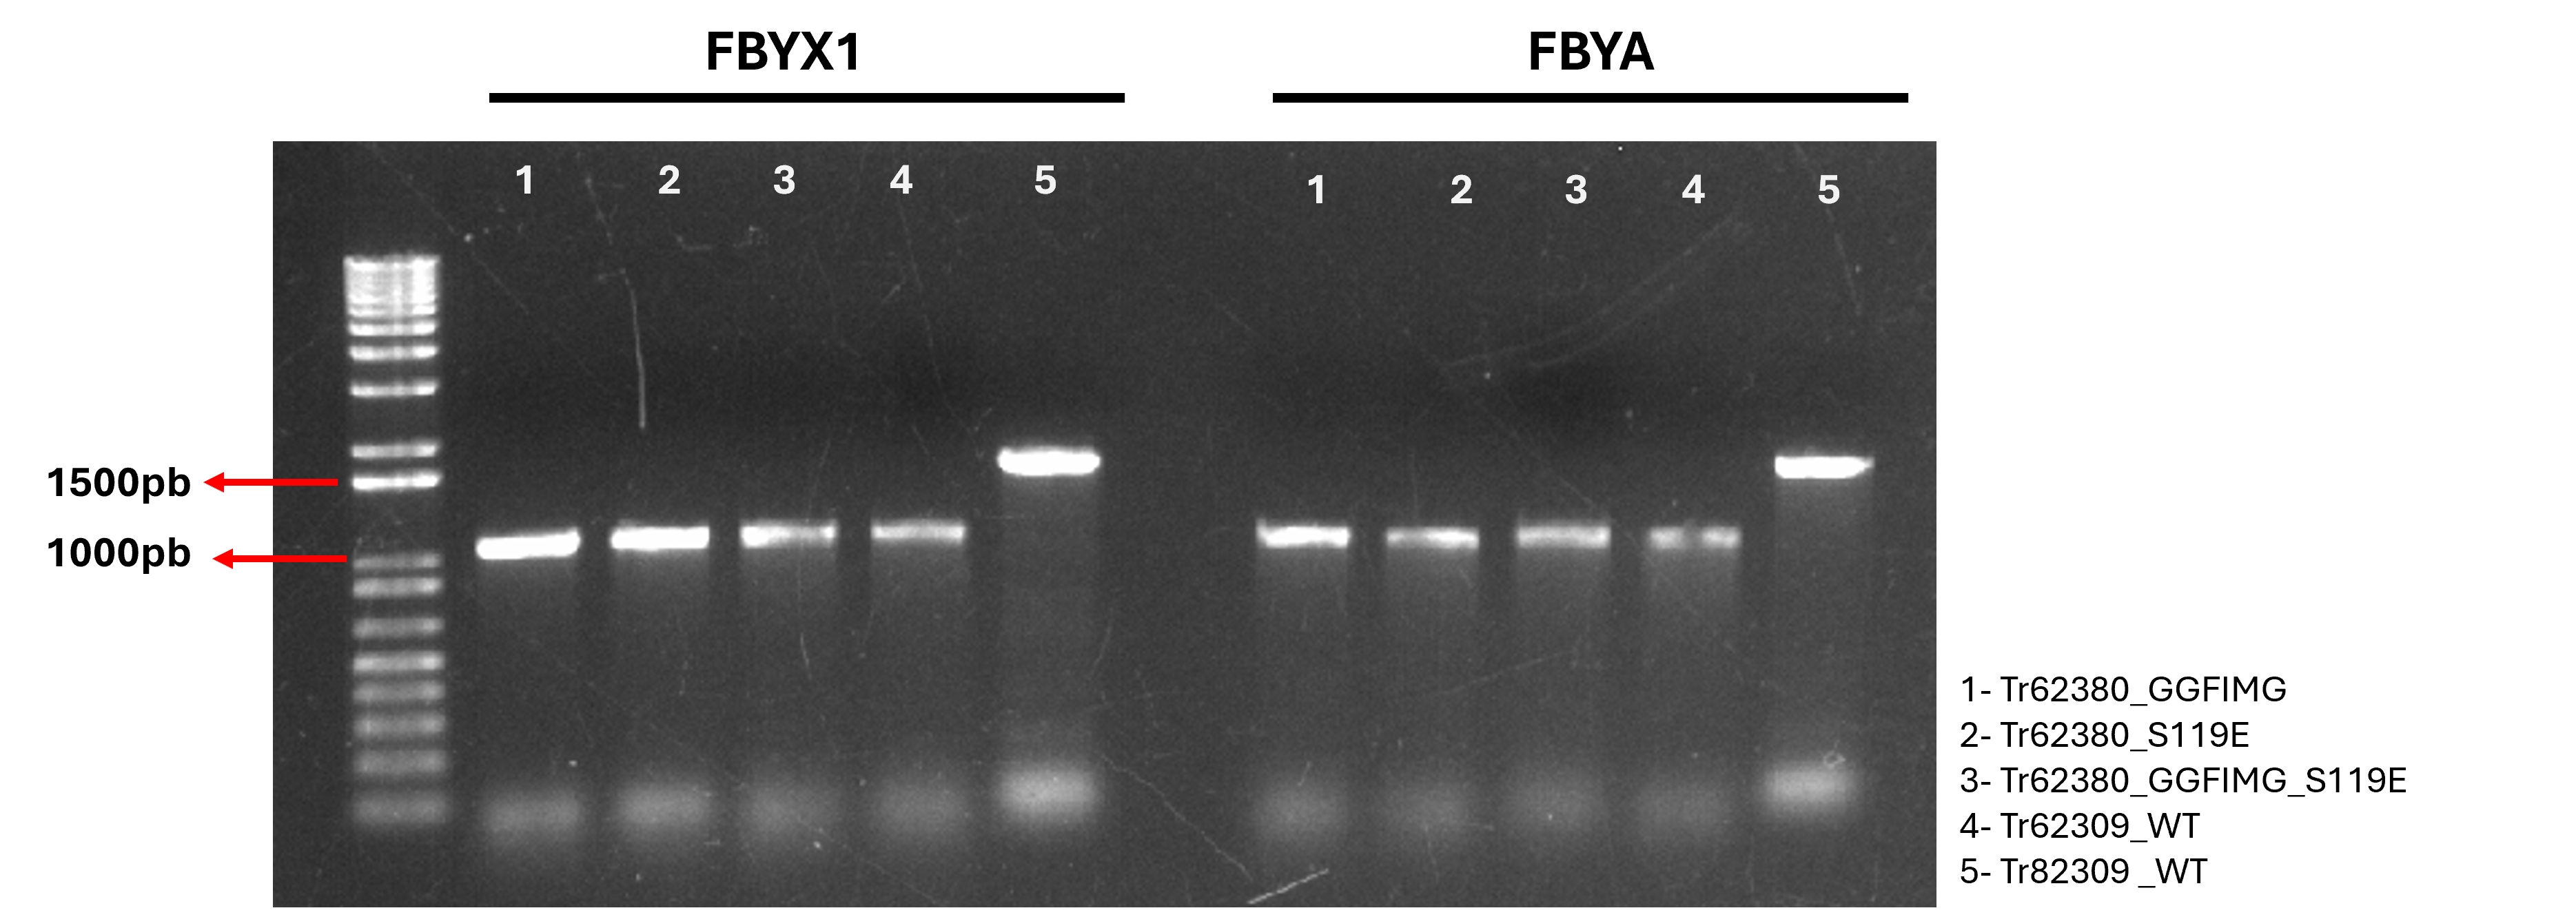 FBYX1
FBYA
1 2 3 4 5
1 2 3 4 5
1500pb
1000pb
1- Tr62380_GGFIMG
2- Tr62380_S119E
3- Tr62380_GGFIMG_S119E
4- Tr62309_WT
5- Tr82309 _WT